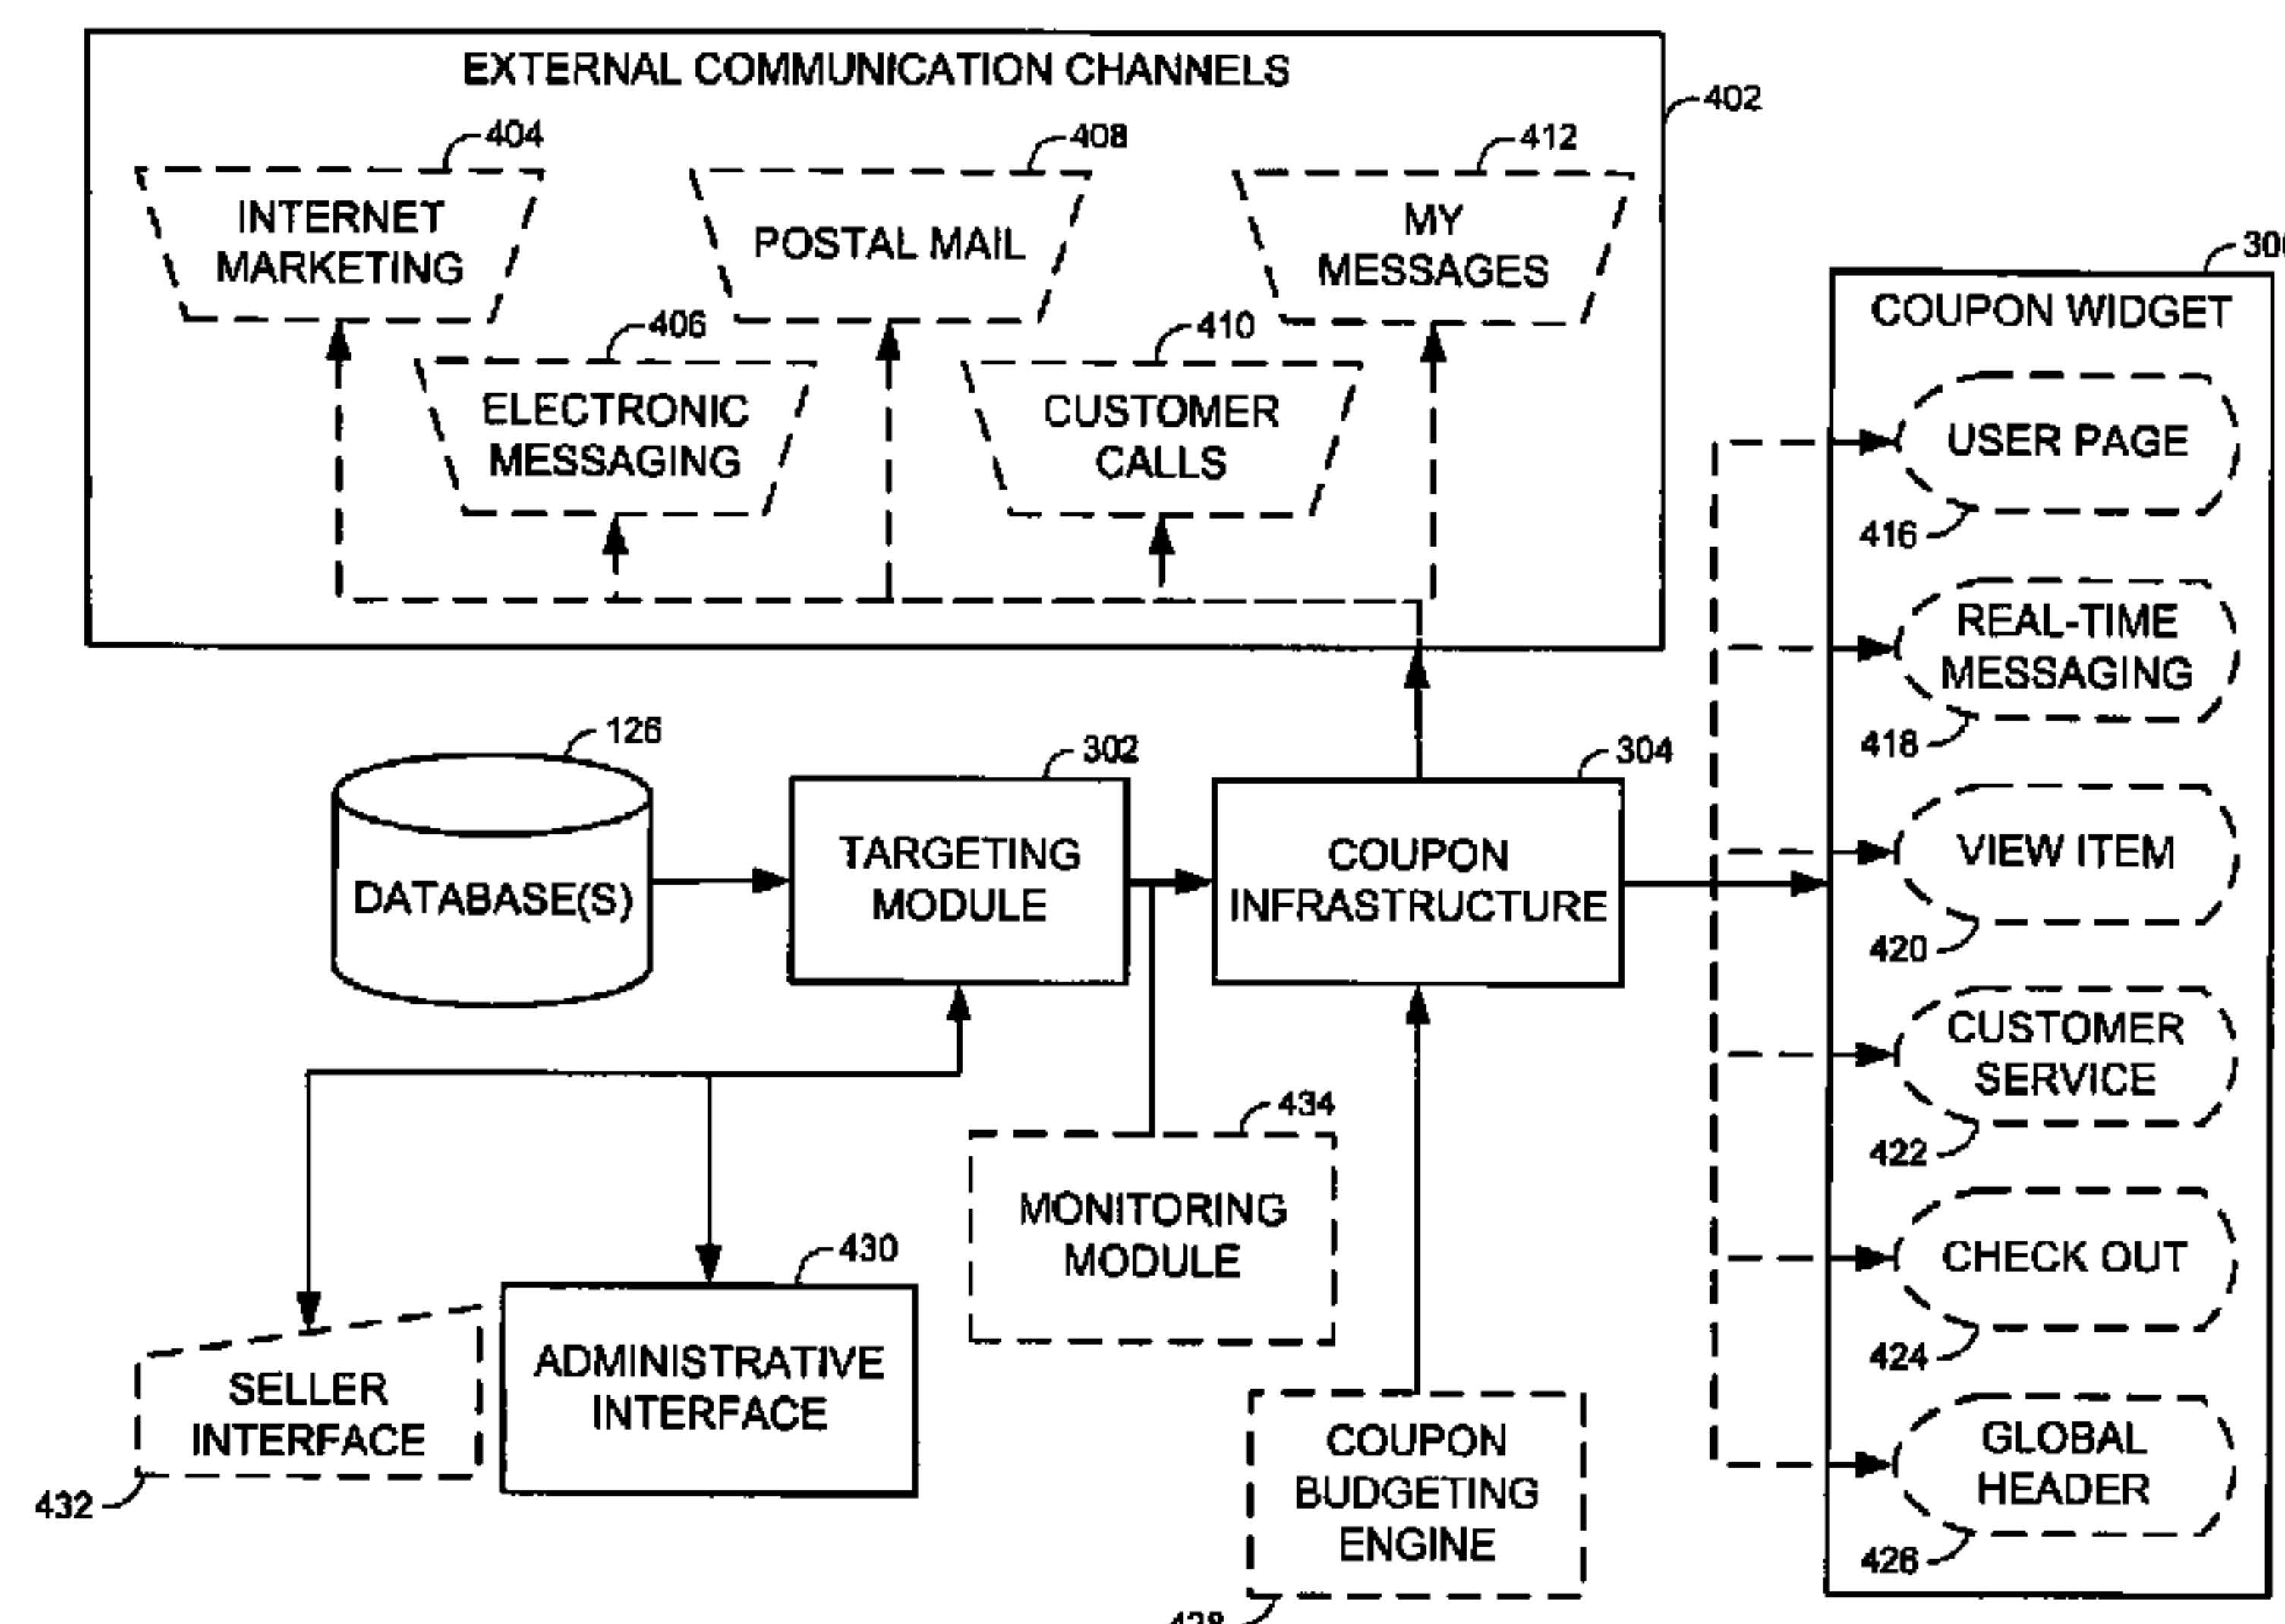 EXTERNAL COMMUNICATION CHANNELS
402
404
408
412
INTERNET
MARKETING
POSTAL MAIL
MY
MESSAGES
406
410
ELECTRONIC
MESSAGING
CUSTOMER
CALLS
COUPON WIDGET
USER PAGE
416
REAL-TIME
MESSAGING
418
VIEW ITEM
420
CUSTOMER
SERVICE
422
CHECK OUT
424
GLOBAL
HEADER
426
126
DATABASE(S)
302
TARGETING
MODULE
304
COUPON
INFRASTRUCTURE
434
MONITORING
MODULE
430
ADMINISTRATIVE
INTERFACE
SELLER
INTERFACE
432
COUPON
BUDGETING
ENGINE